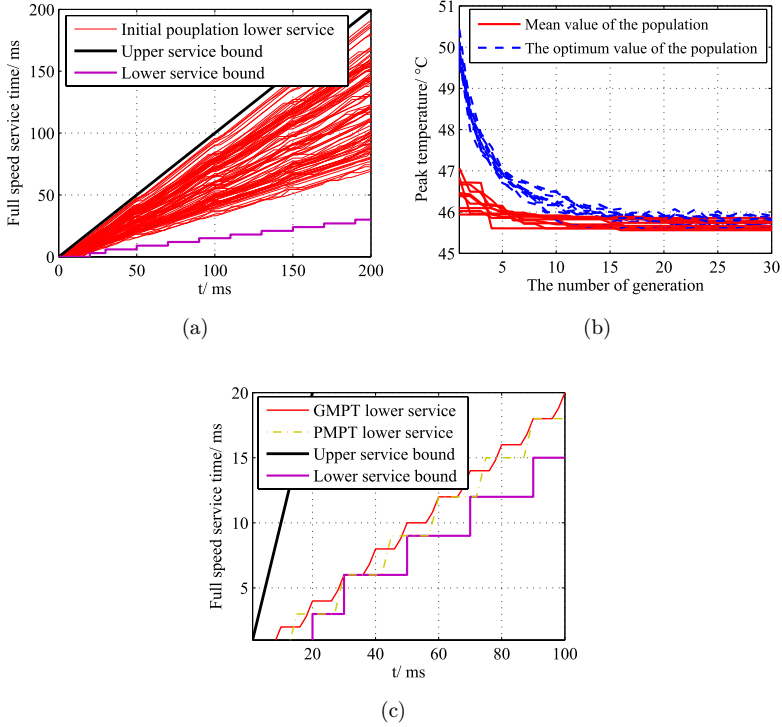 200
150
100
50
0
Full speed service time/ ms
Initial pouplation lower service
Upper service bound
Lower service bound
0
50
100
150
200
t/ ms
(a)
51
50
49
48
47
46
45
Peak temperature/ °C
Mean value of the population
The optimum value of the population
5
10
15
20
25
30
The number of generation
(b)
20
15
10
5
Full speed service time/ ms
GMPT lower service
PMPT lower service
Upper service bound
Lower service bound
20
40
60
80
100
t/ ms
(c)